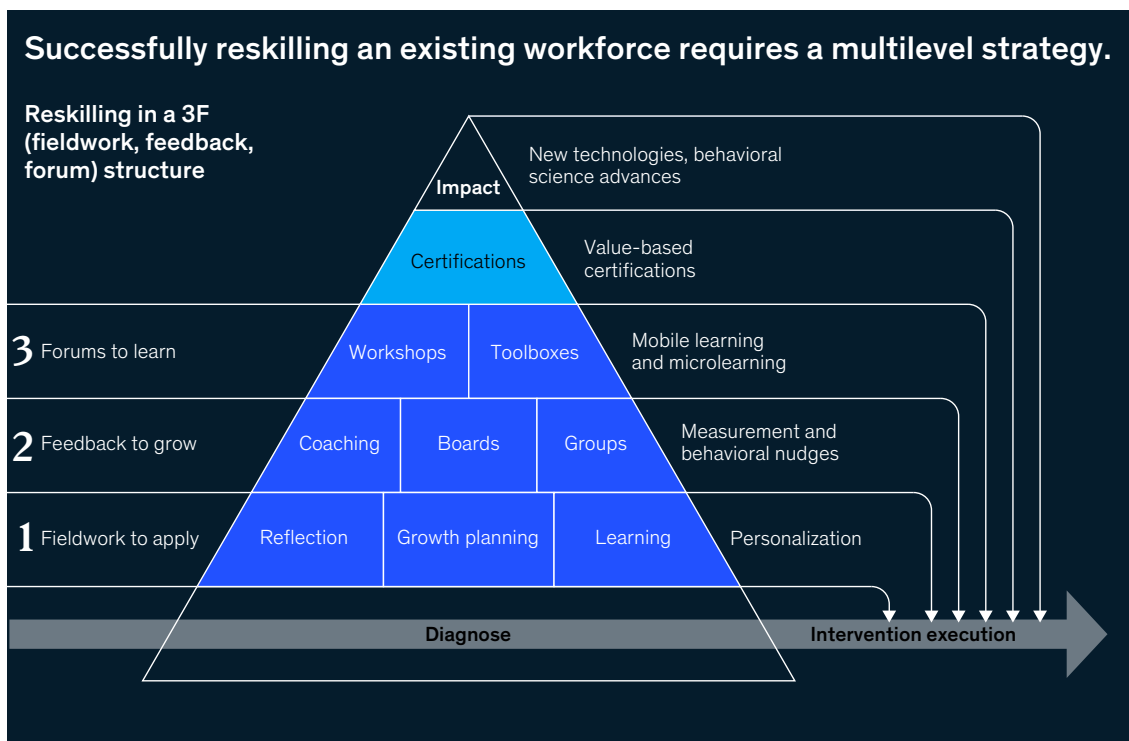 Successfully reskilling an existing workforce requires a multilevel strategy.
Reskilling in a 3F
(fieldwork, feedback,
forum) structure
Impact
New technologies, behavioral
science advances
Certifications
Value-based
certifications
3 Forums to learn
Workshops
Toolboxes
Mobile learning
and microlearning
2 Feedback to grow
Coaching
Boards
Groups
Measurement and
behavioral nudges
1 Fieldwork to apply
Reflection
Growth planning
Learning
Personalization
Diagnose
Intervention execution